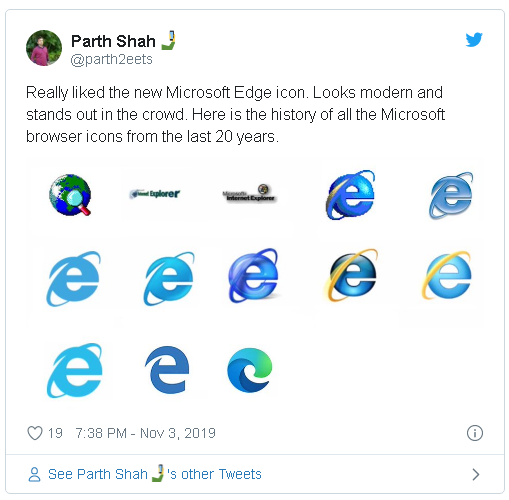 Parth Shah 🤳
@parth2eets
Really liked the new Microsoft Edge icon. Looks modern and
stands out in the crowd. Here is the history of all the Microsoft
browser icons from the last 20 years.
Explorer
Microsoft
Internet Explorer
19 7:38 PM - Nov 3, 2019
See Parth Shah 🤳's other Tweets